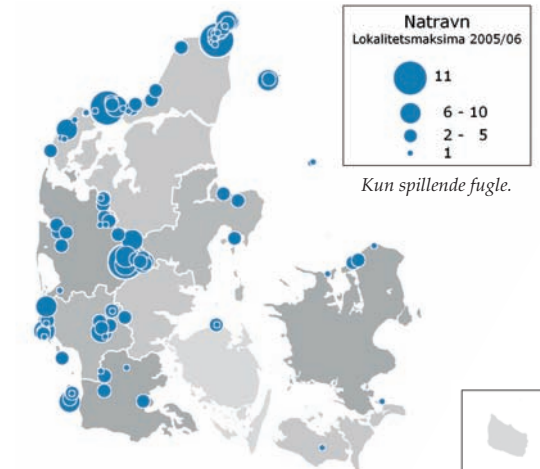 Natravn
Lokalitetsmaksima 2005/06
11
6 - 10
2 - 5
1
Kun spillende fugle.